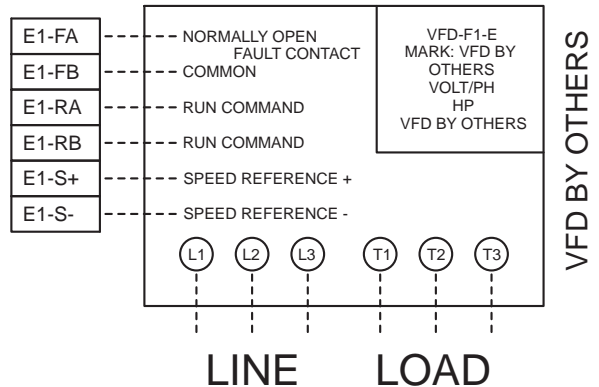 E1-FA
E1-FB
E1-RA
E1-RB
E1-S+
E1-S-
NORMALLY OPEN
FAULT CONTACT
COMMON
RUN COMMAND
RUN COMMAND
SPEED REFERENCE +
SPEED REFERENCE -
VFD-F1-E
MARK: VFD BY
OTHERS
VOLT/PH
HP
VFD BY OTHERS
VFD BY OTHERS
L1 L2 L3 T1 T2 T3
LINE LOAD